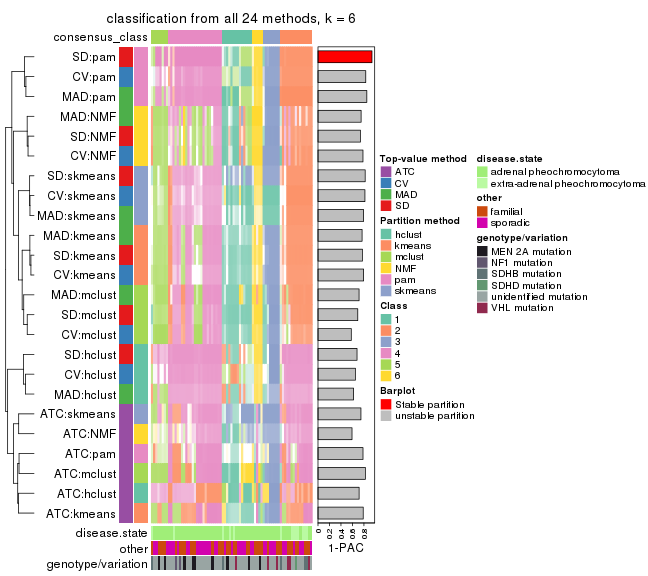 classification from all 24 methods, k = 6
consensus_class
SD:pam
CV:pam
MAD:pam
MAD:NMF
SD:NMF
CV:NMF
SD:skmeans
CV:skmeans
MAD:skmeans
MAD:kmeans
SD:kmeans
CV:kmeans
MAD:mclust
SD:mclust
CV:mclust
SD:hclust
CV:hclust
MAD:hclust
ATC:skmeans
ATC:NMF
ATC:pam
ATC:mclust
ATC:hclust
ATC:kmeans
disease.state
other
genotype/variation
0
0.2
0.4
0.6
0.8
1-PAC
Top-value method
ATC
CV
MAD
SD
Partition method
hclust
kmeans
mclust
NMF
pam
skmeans
Class
1
2
3
4
5
6
Barplot
Stable partition
unstable partition
disease.state
adrenal pheochromocytoma
extra-adrenal pheochromocytoma
other
familial
sporadic
genotype/variation
MEN 2A mutation
NF1 mutation
SDHB mutation
SDHD mutation
unidentified mutation
VHL mutation